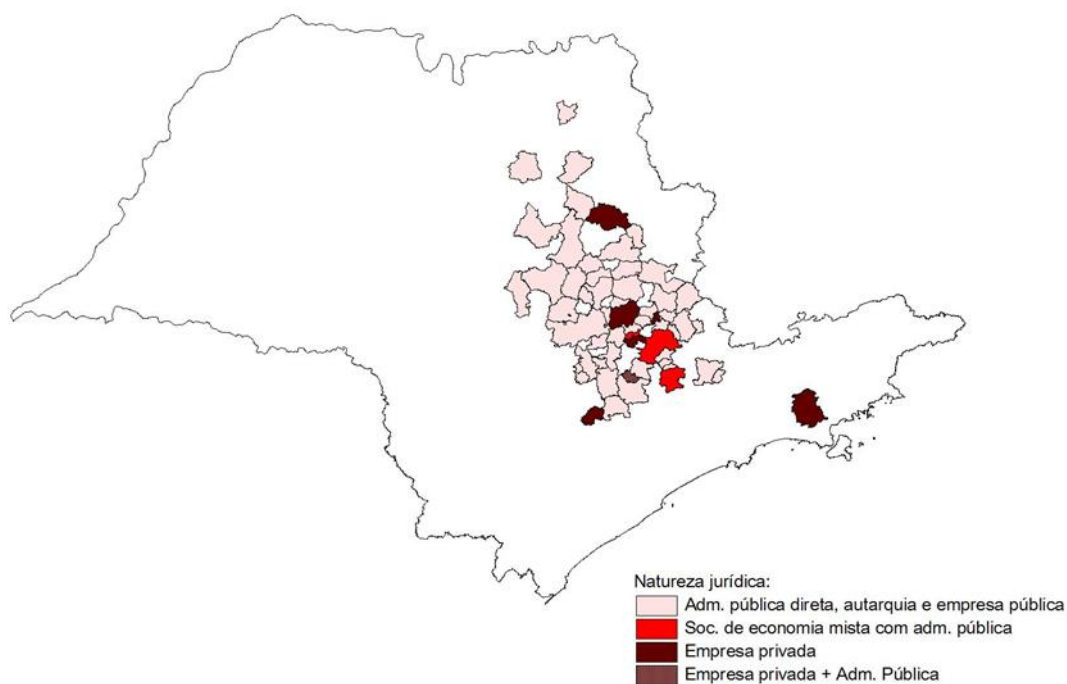 Natureza jurídica:
Adm. pública direta, autarquia e empresa pública
Soc. de economia mista com adm. pública
Empresa privada
Empresa privada + Adm. Pública